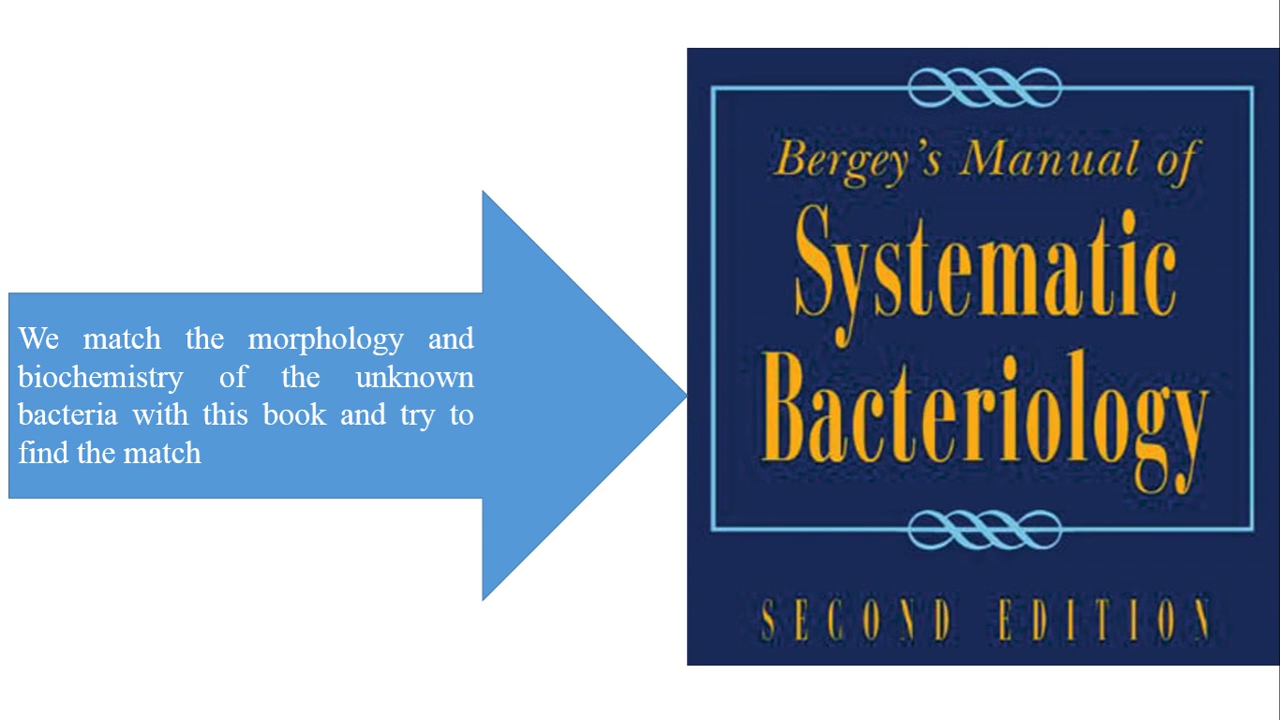 We match the morphology and
biochemistry of the unknown
bacteria with this book and try to
find the match
Bergey's Manual of
Systematic
Bacteriology
SECOND EDITION